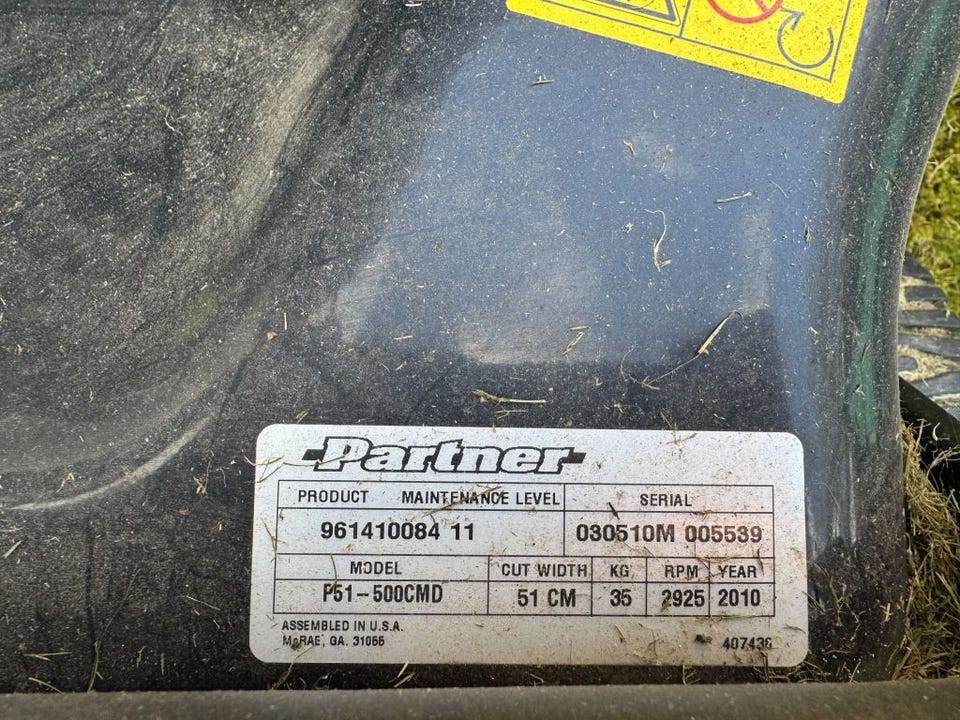 Partner
PRODUCT MAINTENANCE LEVEL SERIAL
961410084 11 030510M 005539
MODEL CUT WIDTH KG RPM YEAR
P51-500CMD 51 CM 35 2925 2010
ASSEMBLED IN U.S.A.
McRAE, GA. 31055